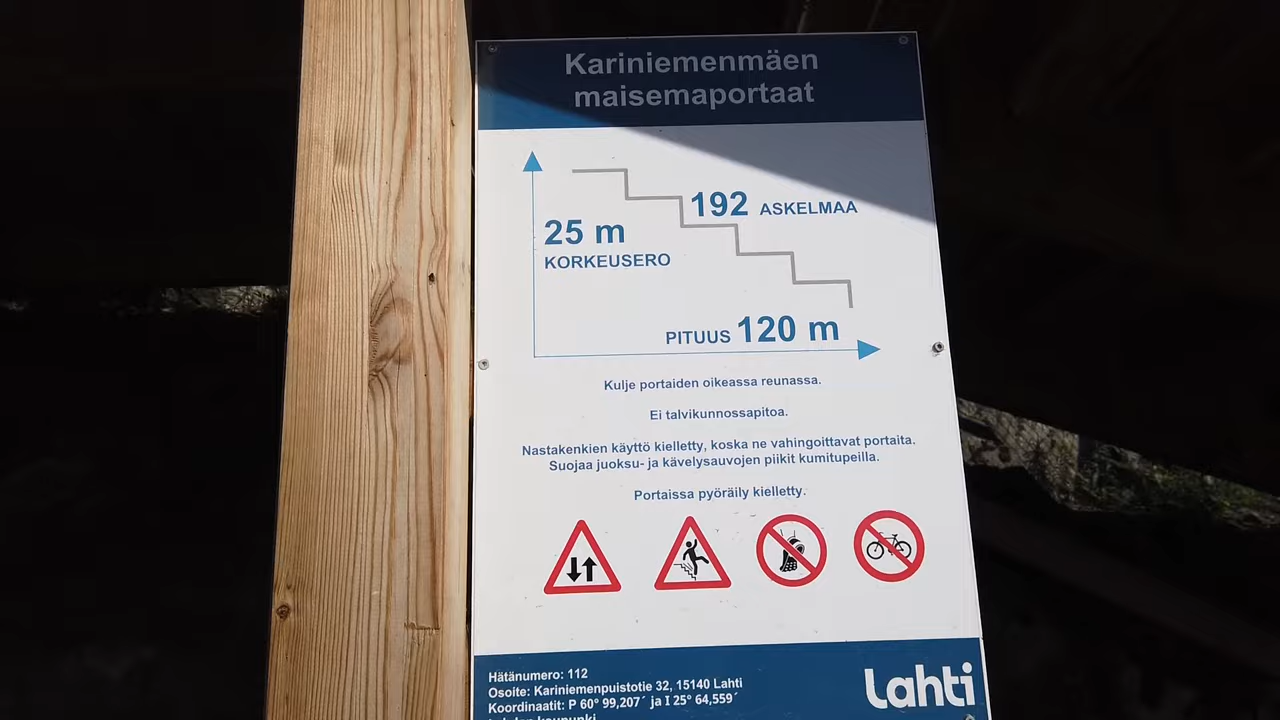 Kariniemenmäen
maisemaportaat
192 ASKELMAA
25 m
KORKEUSERO
PITUUS 120 m
Kulje portaiden oikeassa reunassa.
Ei talvikunnossapitoa.
Nastakenkien käyttö kielletty, koska ne vahingoittavat portaita.
Suojaa juoksu- ja kävelysauvojen piikit kumitupeilla.
Portaissa pyöräily kielletty.
Hätänumero: 112
Osoite: Kariniemenpuistotie 32, 15140 Lahti
Koordinaatit: P 60° 99,207´ ja I 25° 64,559´
Lahti